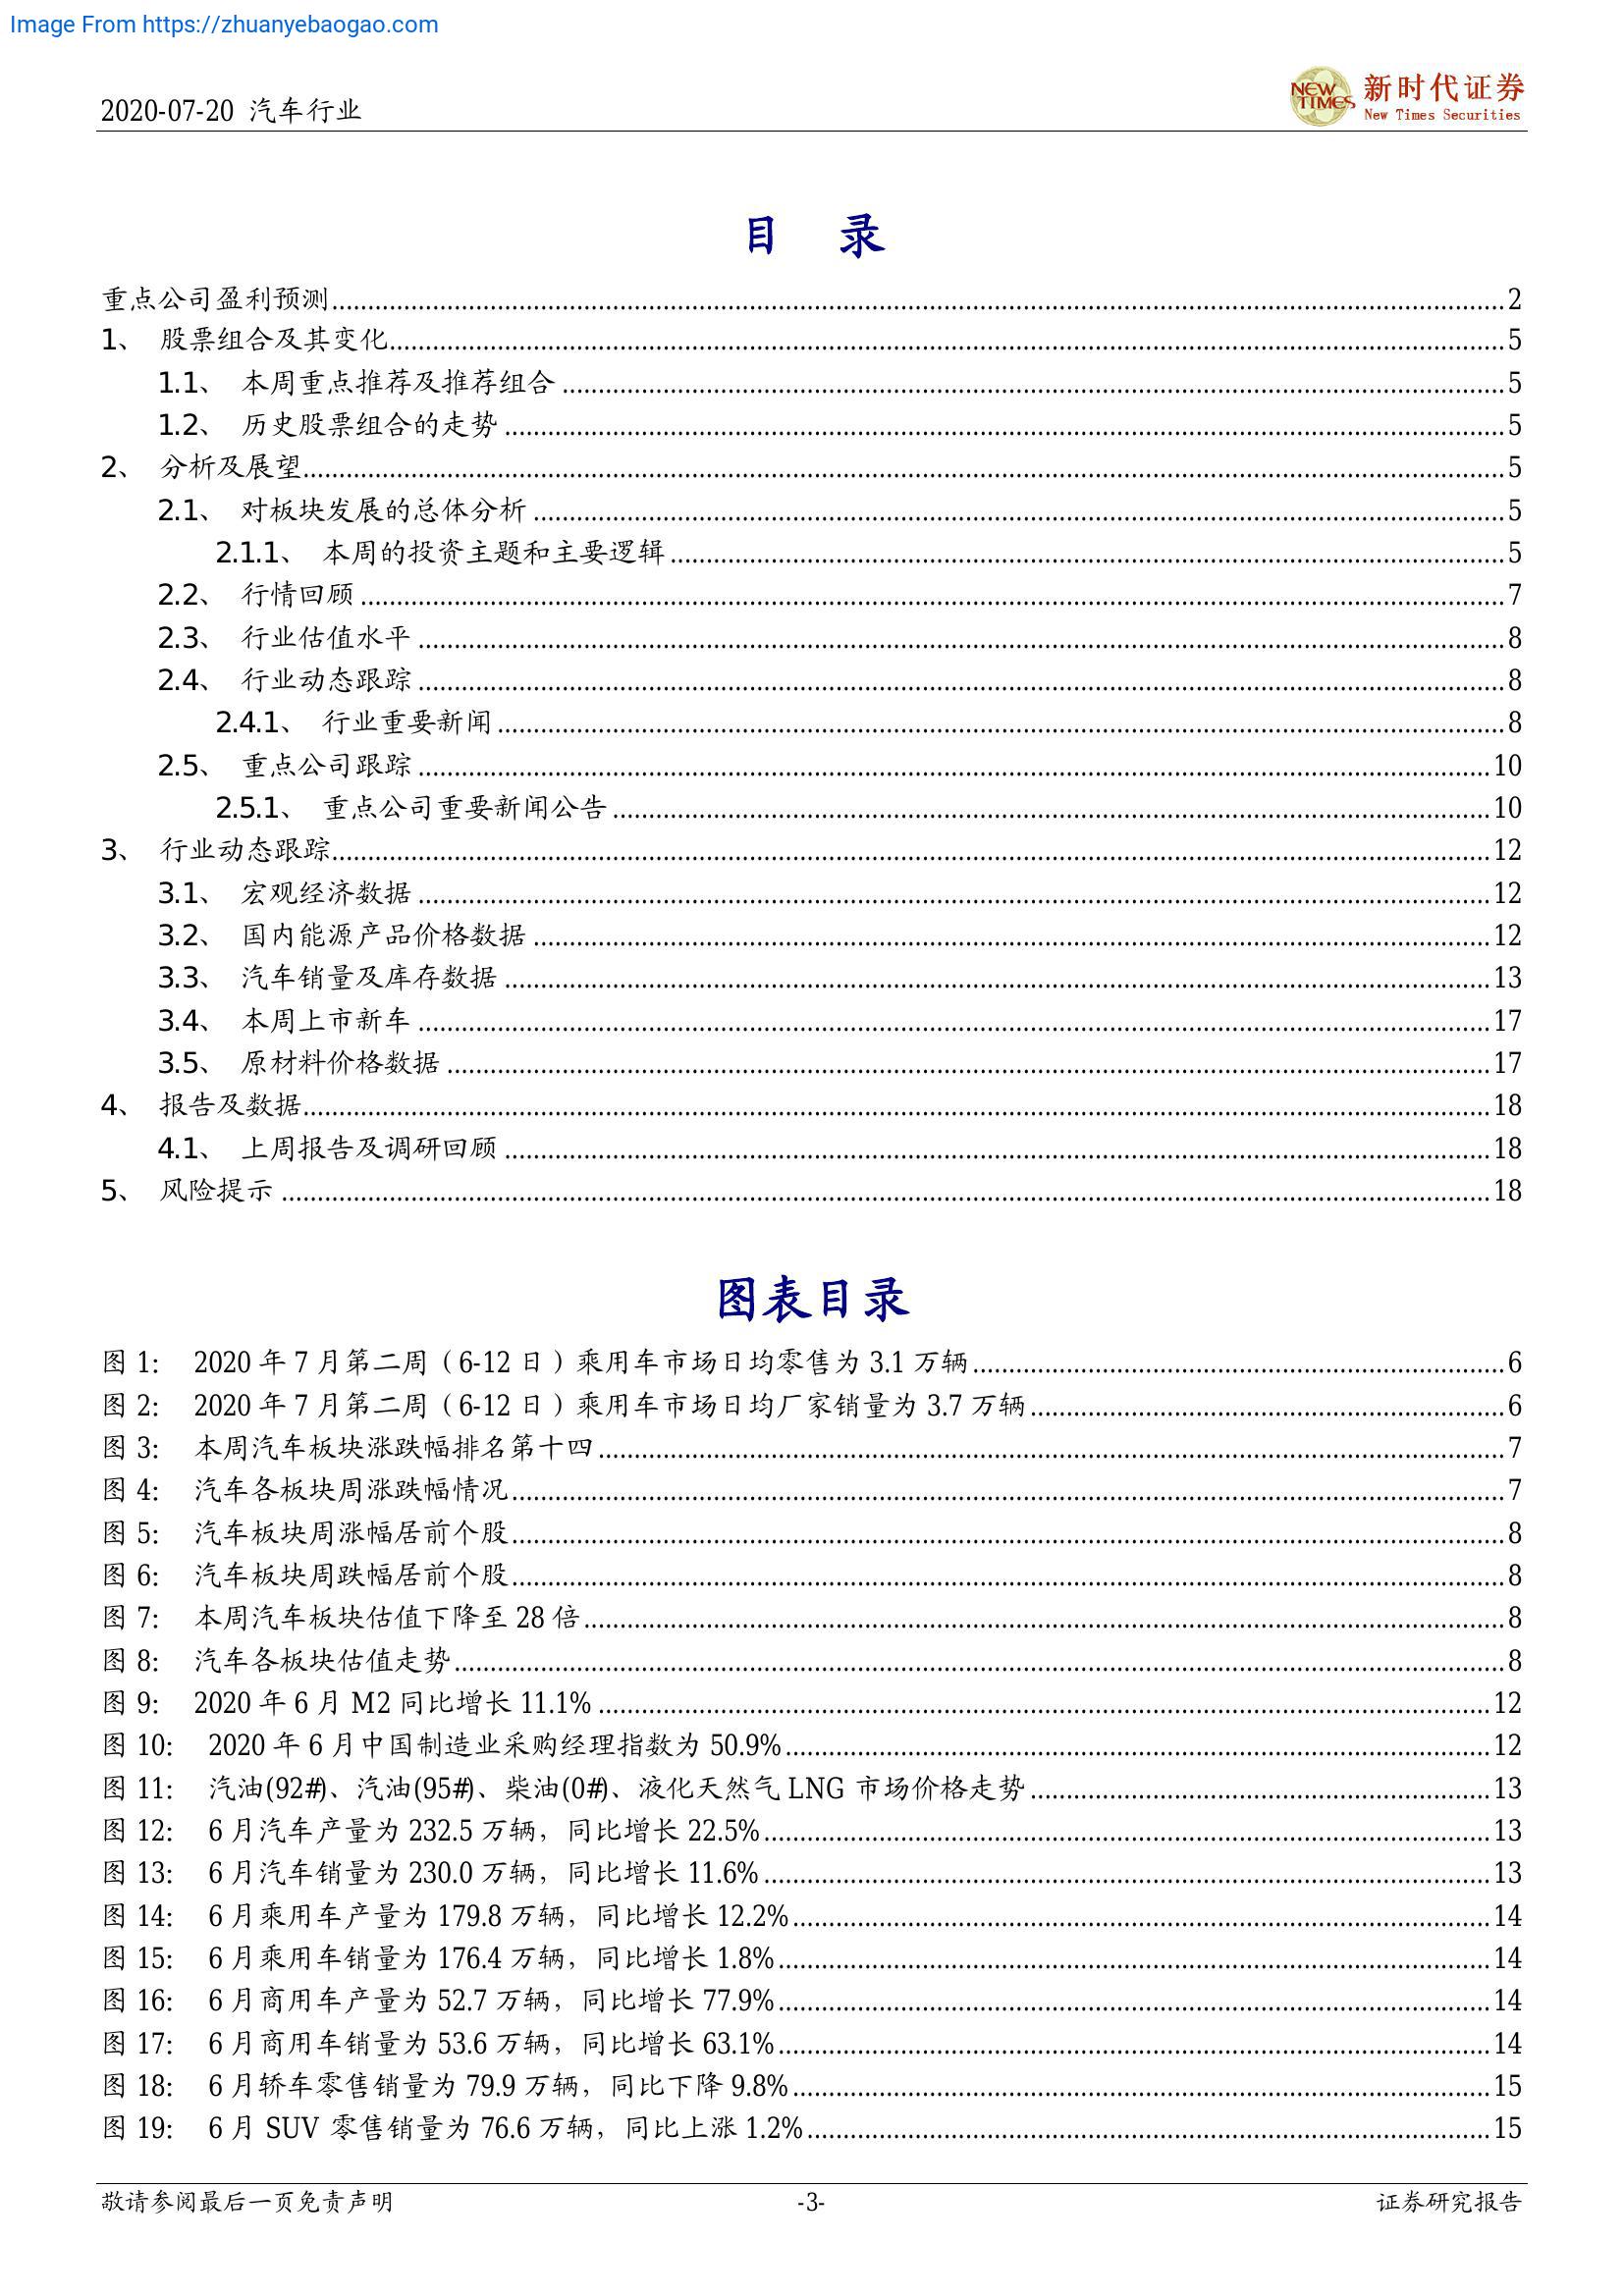 Image From https://zhuanyebaogao.com
2020-07-20 汽车行业
NEW TIMES
新时代证券
New Times Securities
目 录
重点公司盈利预测 2
1、 股票组合及其变化 5
1.1、 本周重点推荐及推荐组合 5
1.2、 历史股票组合的走势 5
2、 分析及展望 5
2.1、 对板块发展的总体分析 5
2.1.1、 本周的投资主题和主要逻辑 5
2.2、 行情回顾 7
2.3、 行业估值水平 8
2.4、 行业动态跟踪 8
2.4.1、 行业重要新闻 8
2.5、 重点公司跟踪 10
2.5.1、 重点公司重要新闻公告 10
3、 行业动态跟踪 12
3.1、 宏观经济数据 12
3.2、 国内能源产品价格数据 12
3.3、 汽车销量及库存数据 13
3.4、 本周上市新车 17
3.5、 原材料价格数据 17
4、 报告及数据 18
4.1、 上周报告及调研回顾 18
5、 风险提示 18
图表目录
图 1: 2020 年 7 月第二周（6-12 日）乘用车市场日均零售为 3.1 万辆 6
图 2: 2020 年 7 月第二周（6-12 日）乘用车市场日均厂家销量为 3.7 万辆 6
图 3: 本周汽车板块涨跌幅排名第十四 7
图 4: 汽车各板块周涨跌幅情况 7
图 5: 汽车板块周涨幅居前个股 8
图 6: 汽车板块周跌幅居前个股 8
图 7: 本周汽车板块估值下降至 28 倍 8
图 8: 汽车各板块估值走势 8
图 9: 2020 年 6 月 M2 同比增长 11.1% 12
图 10: 2020 年 6 月中国制造业采购经理指数为 50.9% 12
图 11: 汽油(92#)、汽油(95#)、柴油(0#)、液化天然气 LNG 市场价格走势 13
图 12: 6 月汽车产量为 232.5 万辆，同比增长 22.5% 13
图 13: 6 月汽车销量为 230.0 万辆，同比增长 11.6% 13
图 14: 6 月乘用车产量为 179.8 万辆，同比增长 12.2% 14
图 15: 6 月乘用车销量为 176.4 万辆，同比增长 1.8% 14
图 16: 6 月商用车产量为 52.7 万辆，同比增长 77.9% 14
图 17: 6 月商用车销量为 53.6 万辆，同比增长 63.1% 14
图 18: 6 月轿车零售销量为 79.9 万辆，同比下降 9.8% 15
图 19: 6 月 SUV 零售销量为 76.6 万辆，同比上涨 1.2% 15
敬请参阅最后一页免责声明 -3- 证券研究报告